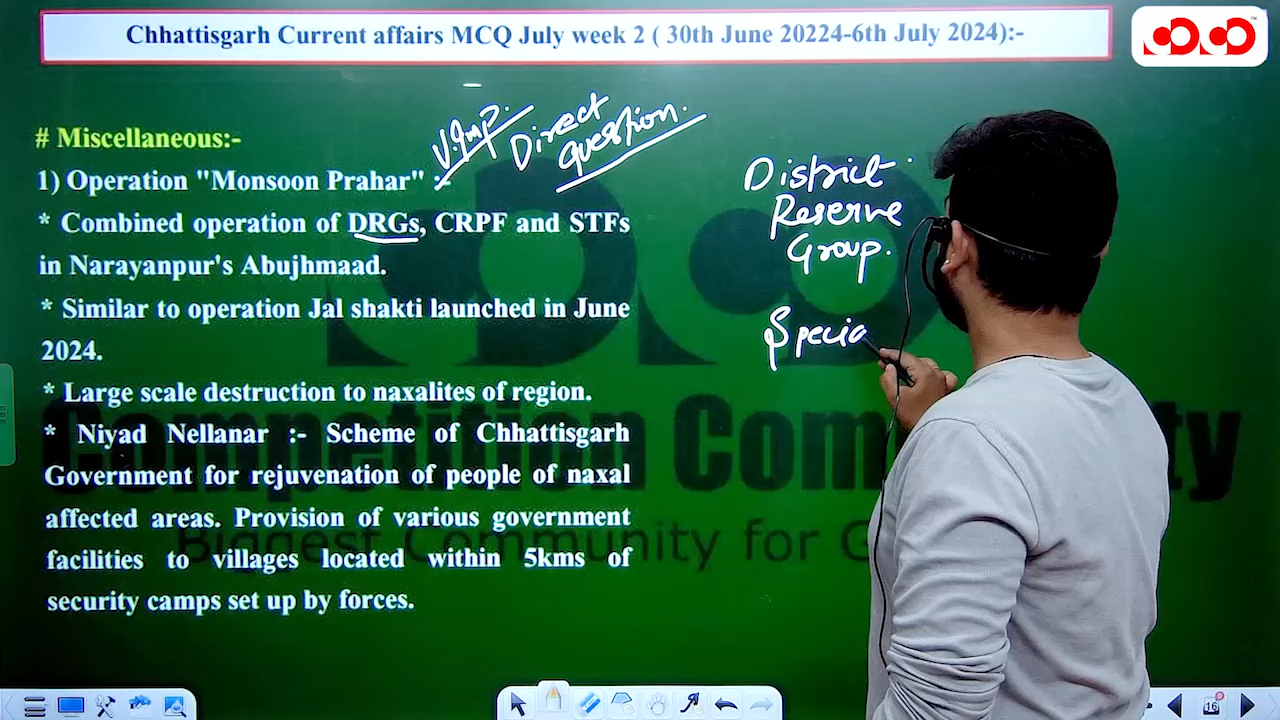 Chhattisgarh Current affairs MCQ July week 2 ( 30th June 20224-6th July 2024):-
# Miscellaneous:-
V.Imp. Direct question.
1) Operation "Monsoon Prahar" :-
* Combined operation of DRGs, CRPF and STFs
in Narayanpur's Abujhmaad.
* Similar to operation Jal shakti launched in June
2024.
* Large scale destruction to naxalites of region.
* Niyad Nellanar :- Scheme of Chhattisgarh
Government for rejuvenation of people of naxal
affected areas. Provision of various government
facilities to villages located within 5kms of
security camps set up by forces.
District
Reserve
Group.
Specia
Competition Com ty
Biggest Community for G
16